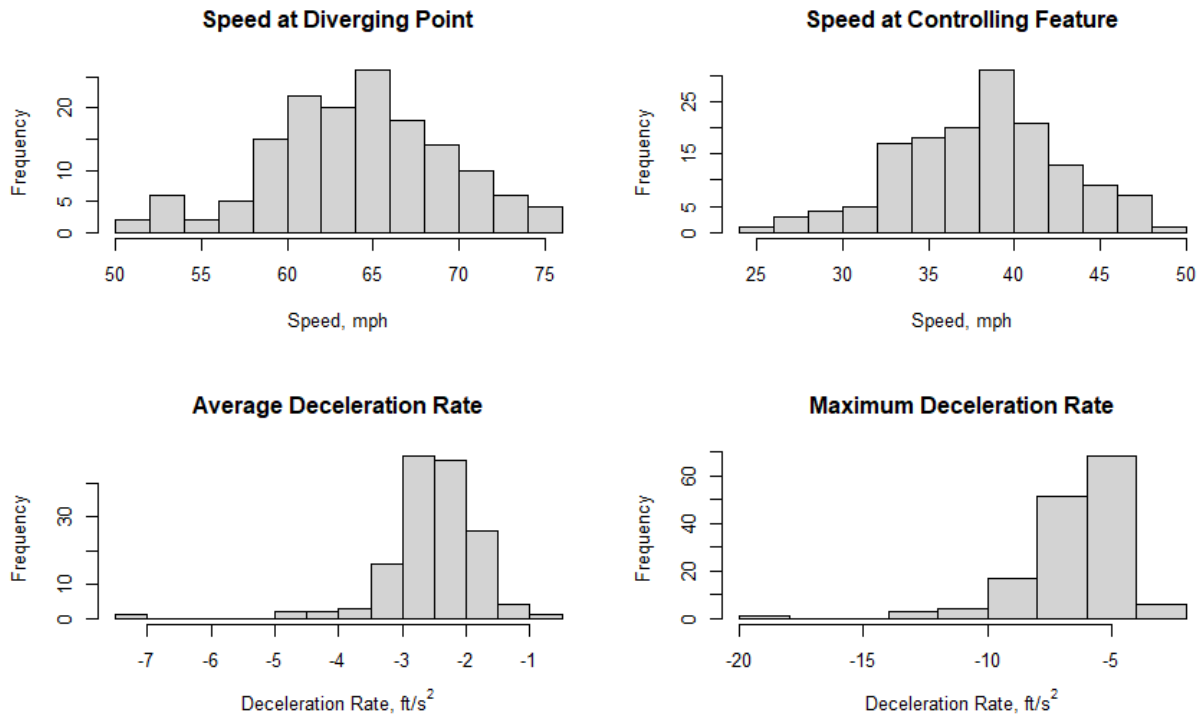 Speed at Diverging Point
Frequency
0 5 10 20
50 55 60 65 70 75
Speed, mph
Speed at Controlling Feature
Frequency
0 5 15 25
25 30 35 40 45 50
Speed, mph
Average Deceleration Rate
Frequency
0 10 30
-7 -6 -5 -4 -3 -2 -1
Deceleration Rate, ft/s²
Maximum Deceleration Rate
Frequency
0 20 40 60
-20 -15 -10 -5
Deceleration Rate, ft/s²